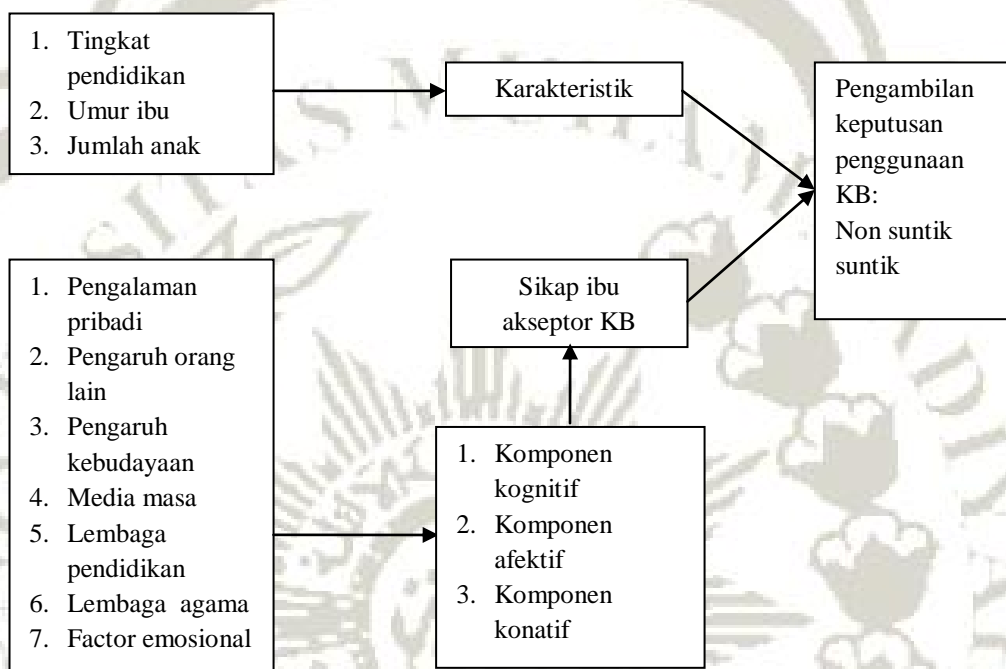 1. Tingkat
pendidikan
2. Umur ibu
3. Jumlah anak
Karakteristik
Pengambilan
keputusan
penggunaan
KB:
Non suntik
suntik
1. Pengalaman
pribadi
2. Pengaruh orang
lain
3. Pengaruh
kebudayaan
4. Media masa
5. Lembaga
pendidikan
6. Lembaga agama
7. Factor emosional
Sikap ibu
akseptor KB
1. Komponen
kognitif
2. Komponen
afektif
3. Komponen
konatif